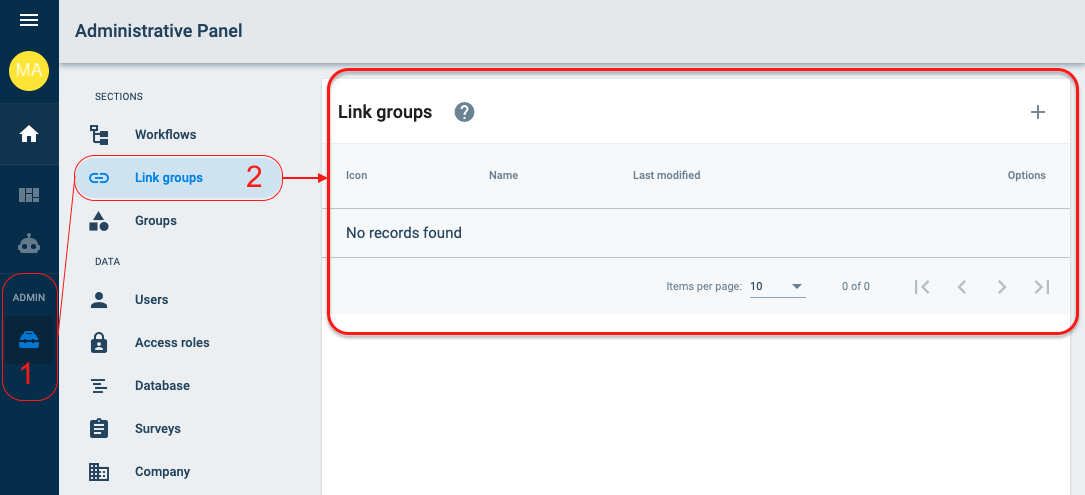 Administrative Panel
MA
SECTIONS
Workflows
Link groups 2
Groups
DATA
Users
Access roles
Database
Surveys
Company
ADMIN
1
Link groups ? +
Icon Name Last modified Options
No records found
Items per page: 10 0 of 0